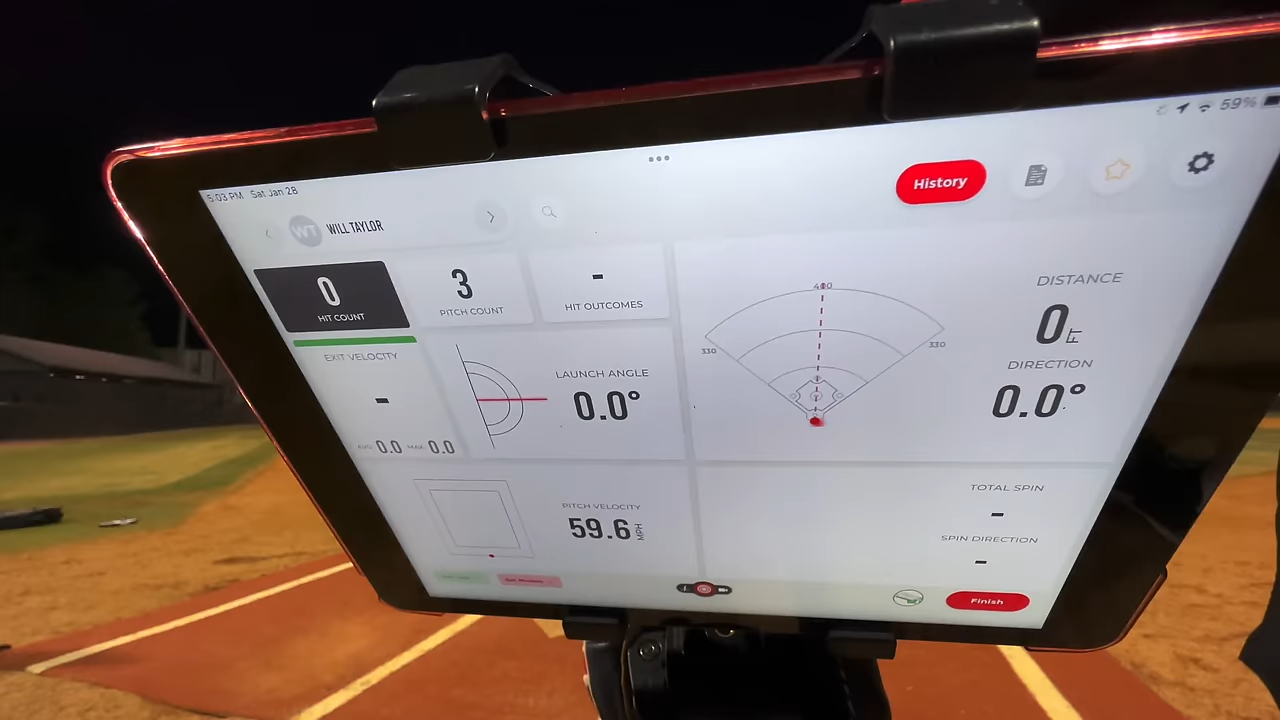 5:03 PM Sat Jan 28
59%
WT WILL TAYLOR
History
0
HIT COUNT
3
PITCH COUNT
-
HIT OUTCOMES
EXIT VELOCITY
-
AVG 0.0 MAX 0.0
LAUNCH ANGLE
0.0°
400
330
330
DISTANCE
0 FT
DIRECTION
0.0°
PITCH VELOCITY
59.6 MPH
TOTAL SPIN
-
SPIN DIRECTION
-
Finish